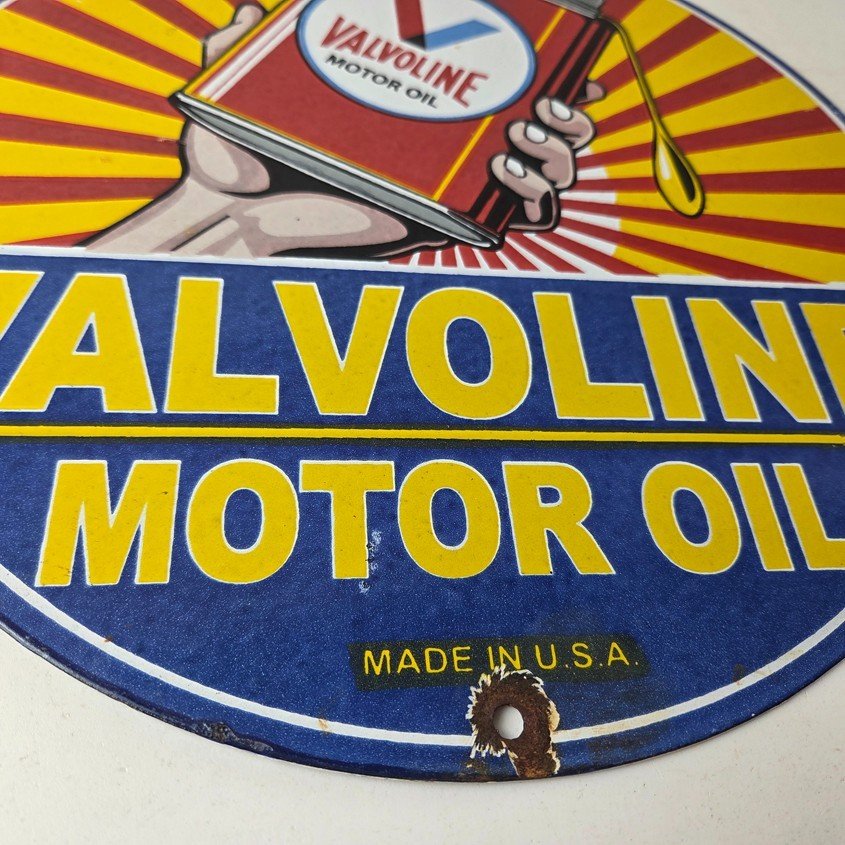 VALVOLINE
MOTOR OIL
VALVOLINE
MOTOR OIL
MADE IN U.S.A.